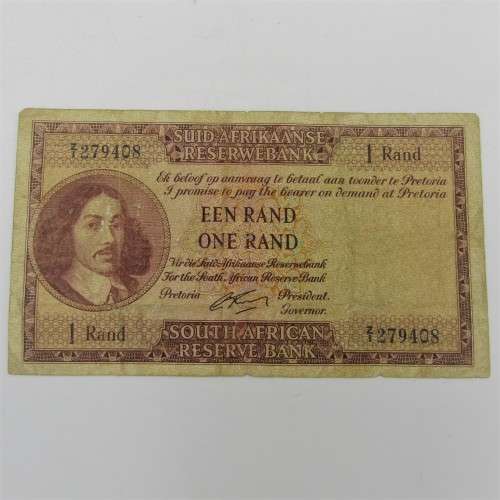 SUID-AFRIKAANSE
RESERWEBANK
Z/1 279408
1 Rand
Ek beloof op aanvraag te betaal aan toonder te Pretoria
I promise to pay the bearer on demand at Pretoria
EEN RAND
ONE RAND
Vir die Suid-Afrikaanse Reserwebank
For the South African Reserve Bank
Pretoria
President.
Governor.
1 Rand
SOUTH AFRICAN
RESERVE BANK
Z/1 279408